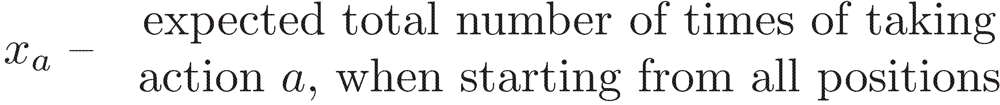 x_a – expected total number of times of taking
action a, when starting from all positions